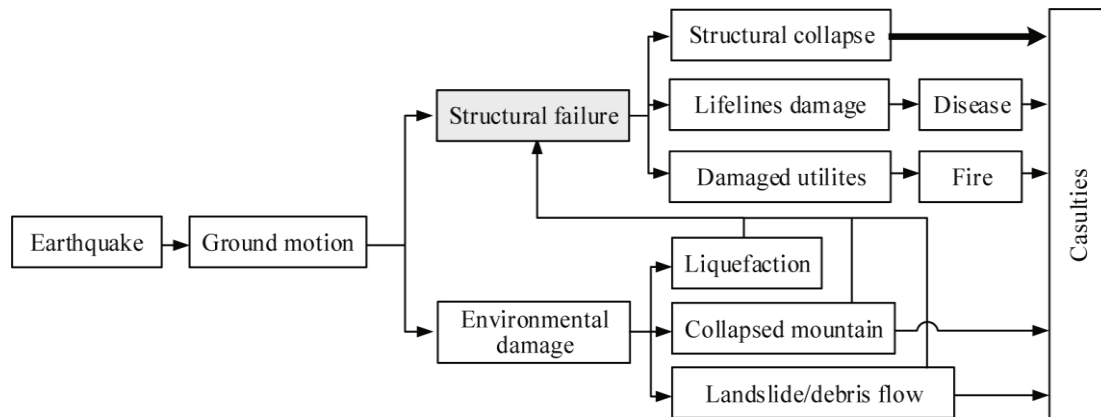 Structural collapse
Structural failure
Lifelines damage
Disease
Damaged utilites
Fire
Earthquake
Ground motion
Liquefaction
Environmental
damage
Collapsed mountain
Landslide/debris flow
Casulties